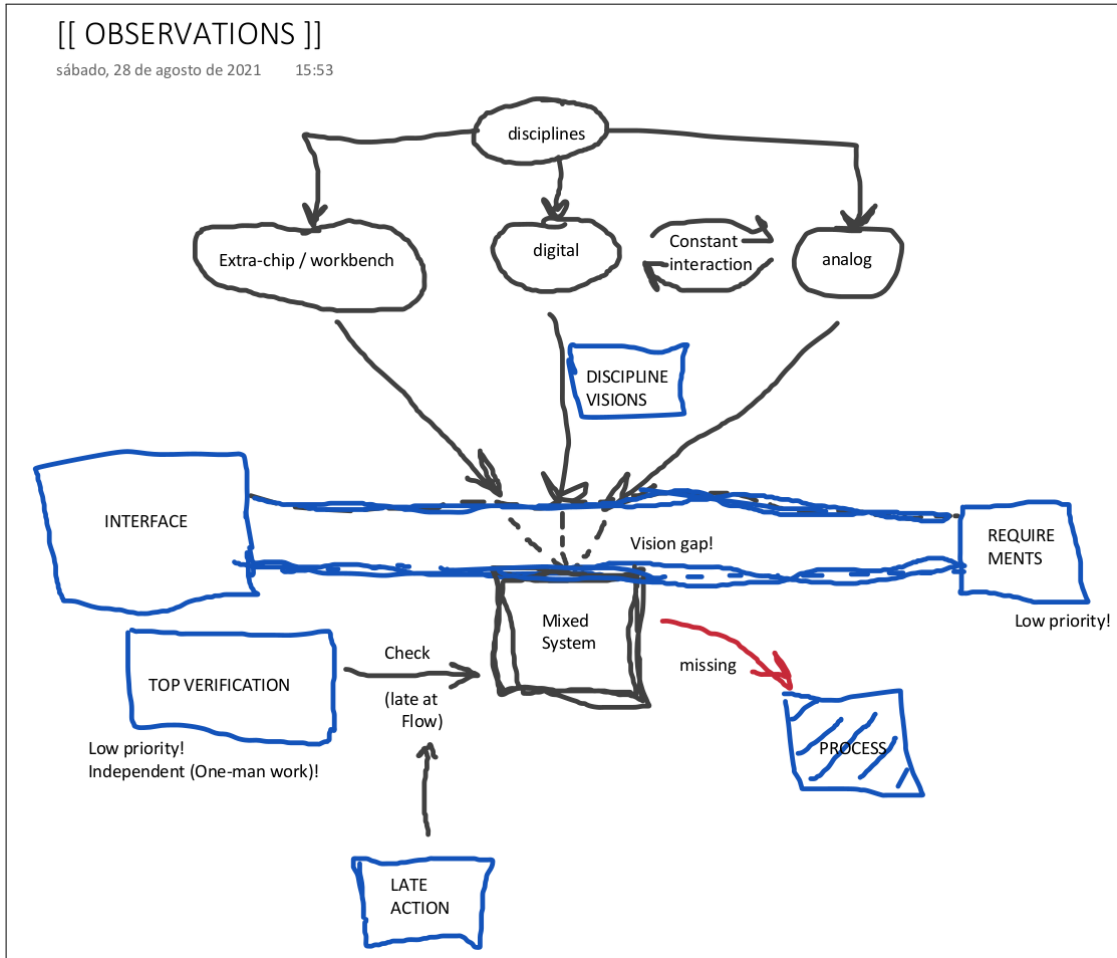 [[ OBSERVATIONS ]]
sábado, 28 de agosto de 2021 15:53
disciplines
Extra-chip / workbench
digital
Constant
interaction
analog
DISCIPLINE
VISIONS
INTERFACE
Vision gap!
REQUIRE
MENTS
Low priority!
Mixed
System
Check
(late at
Flow)
missing
TOP VERIFICATION
Low priority!
Independent (One-man work)!
PROCESS
LATE
ACTION